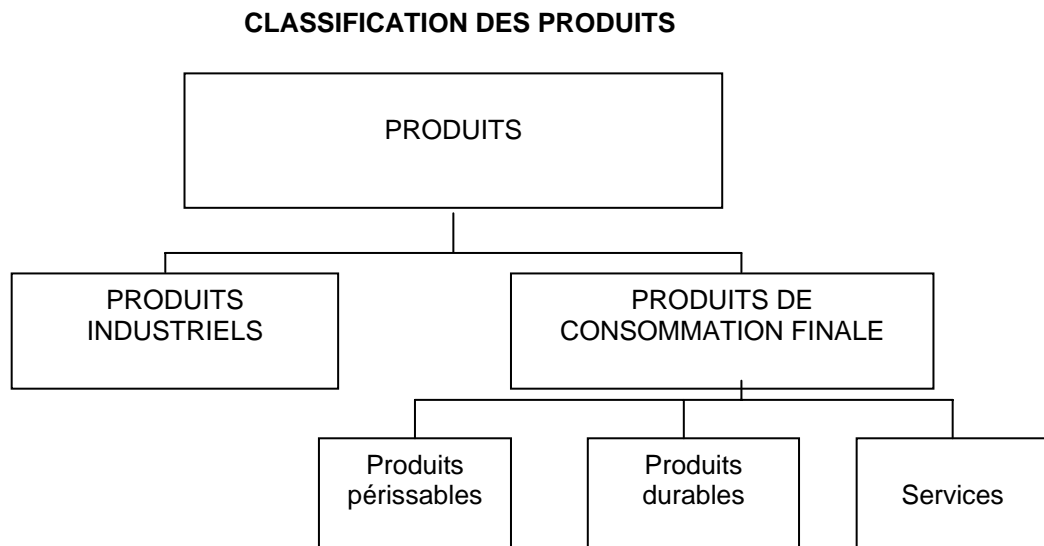 CLASSIFICATION DES PRODUITS
PRODUITS
PRODUITS
INDUSTRIELS
PRODUITS DE
CONSOMMATION FINALE
Produits
périssables
Produits
durables
Services